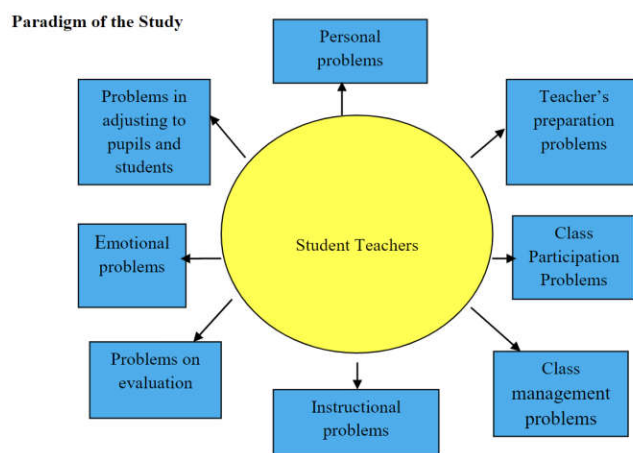 Paradigm of the Study
Personal
problems
Problems in
adjusting to
pupils and
students
Teacher's
preparation
problems
Emotional
problems
Student Teachers
Class
Participation
Problems
Problems on
evaluation
Instructional
problems
Class
management
problems